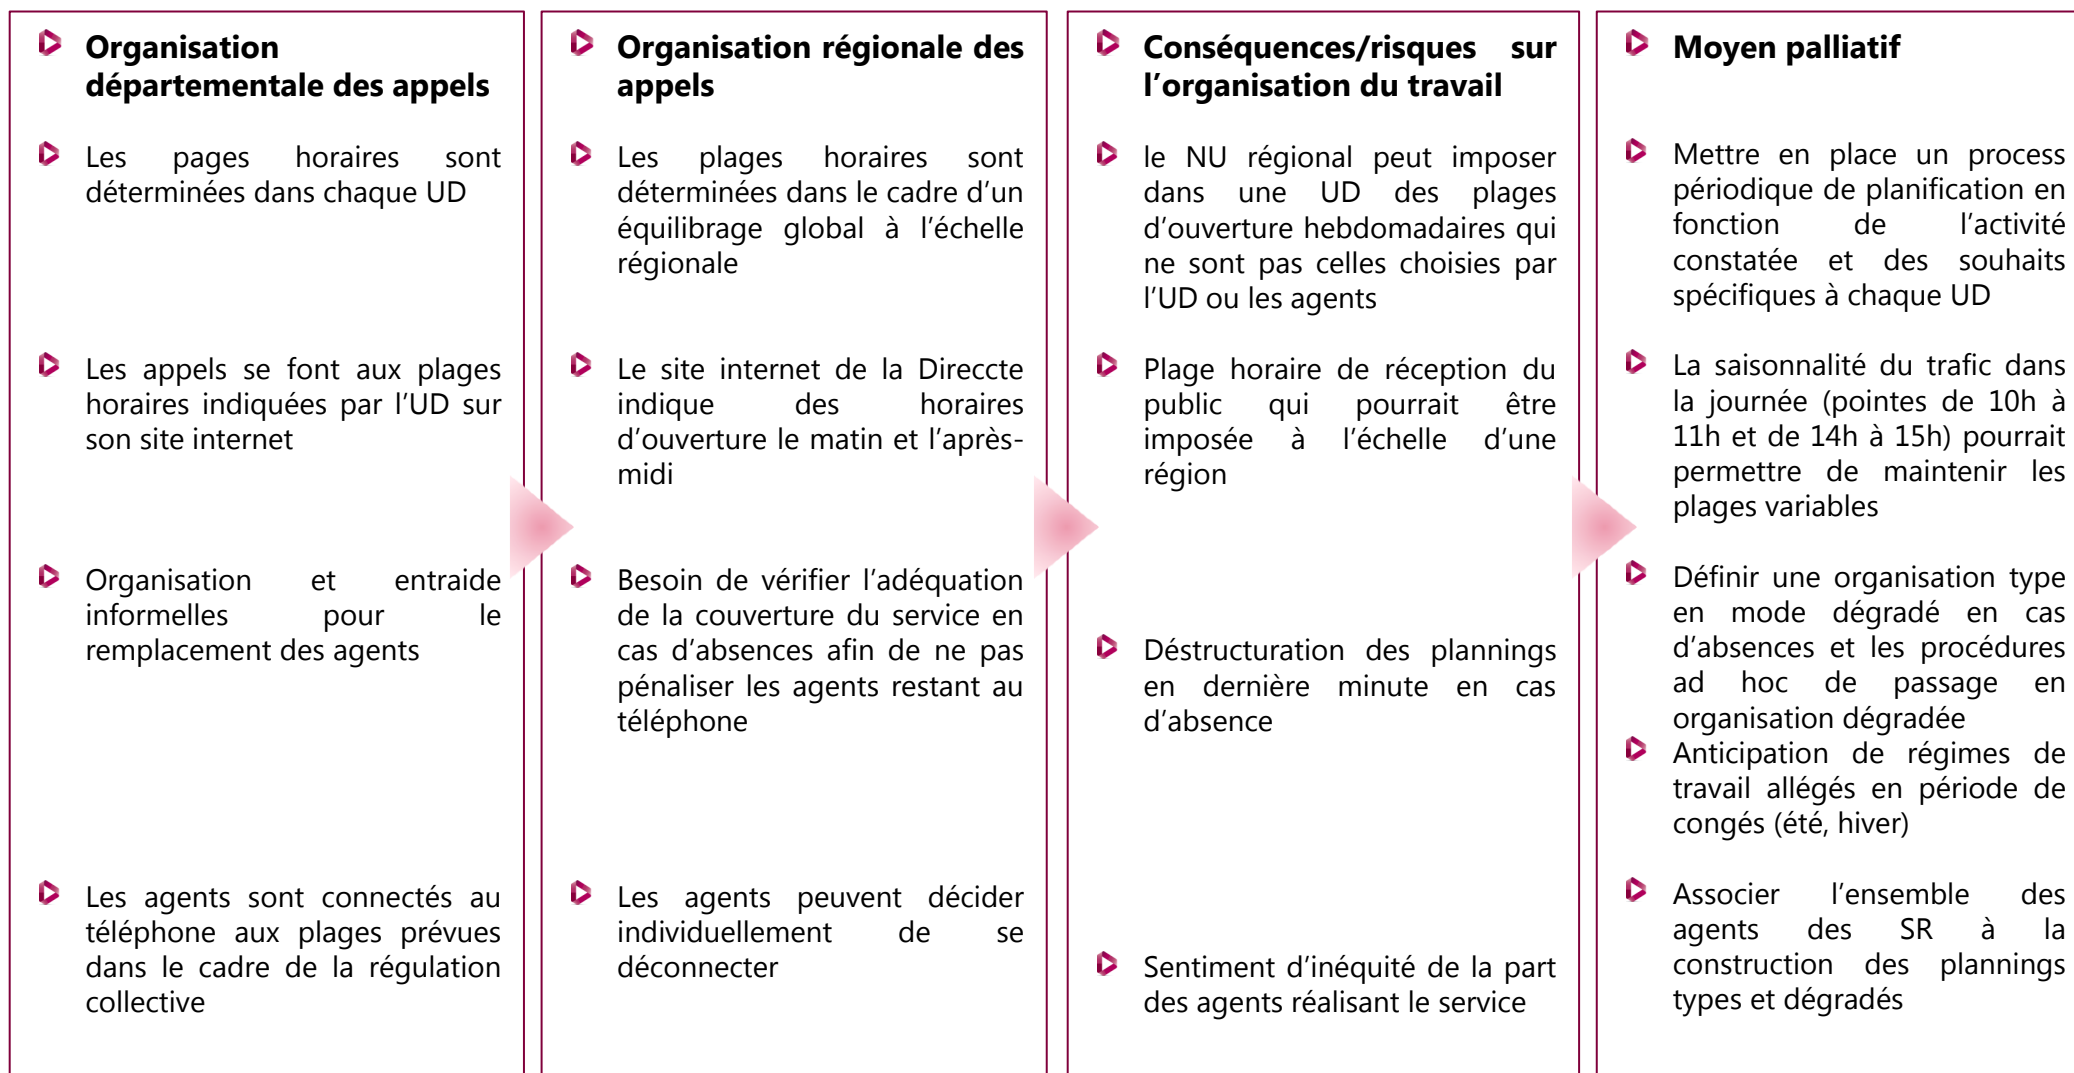 Organisation
départementale des appels
Les pages horaires sont
déterminées dans chaque UD
Les appels se font aux plages
horaires indiquées par l'UD sur
son site internet
Organisation et entraide
informelles pour le
remplacement des agents
Les agents sont connectés au
téléphone aux plages prévues
dans le cadre de la régulation
collective
Organisation régionale des
appels
Les plages horaires sont
déterminées dans le cadre d'un
équilibrage global à l'échelle
régionale
Le site internet de la Direccte
indique des horaires
d'ouverture le matin et l'après-
midi
Besoin de vérifier l'adéquation
de la couverture du service en
cas d'absences afin de ne pas
pénaliser les agents restant au
téléphone
Les agents peuvent décider
individuellement de se
déconnecter
Conséquences/risques sur
l'organisation du travail
le NU régional peut imposer
dans une UD des plages
d'ouverture hebdomadaires qui
ne sont pas celles choisies par
l'UD ou les agents
Plage horaire de réception du
public qui pourrait être
imposée à l'échelle d'une
région
Déstructuration des plannings
en dernière minute en cas
d'absence
Sentiment d'inéquité de la part
des agents réalisant le service
Moyen palliatif
Mettre en place un process
périodique de planification en
fonction de l'activité
constatée et des souhaits
spécifiques à chaque UD
La saisonnalité du trafic dans
la journée (pointes de 10h à
11h et de 14h à 15h) pourrait
permettre de maintenir les
plages variables
Définir une organisation type
en mode dégradé en cas
d'absences et les procédures
ad hoc de passage en
organisation dégradée
Anticipation de régimes de
travail allégés en période de
congés (été, hiver)
Associer l'ensemble des
agents des SR à la
construction des plannings
types et dégradés